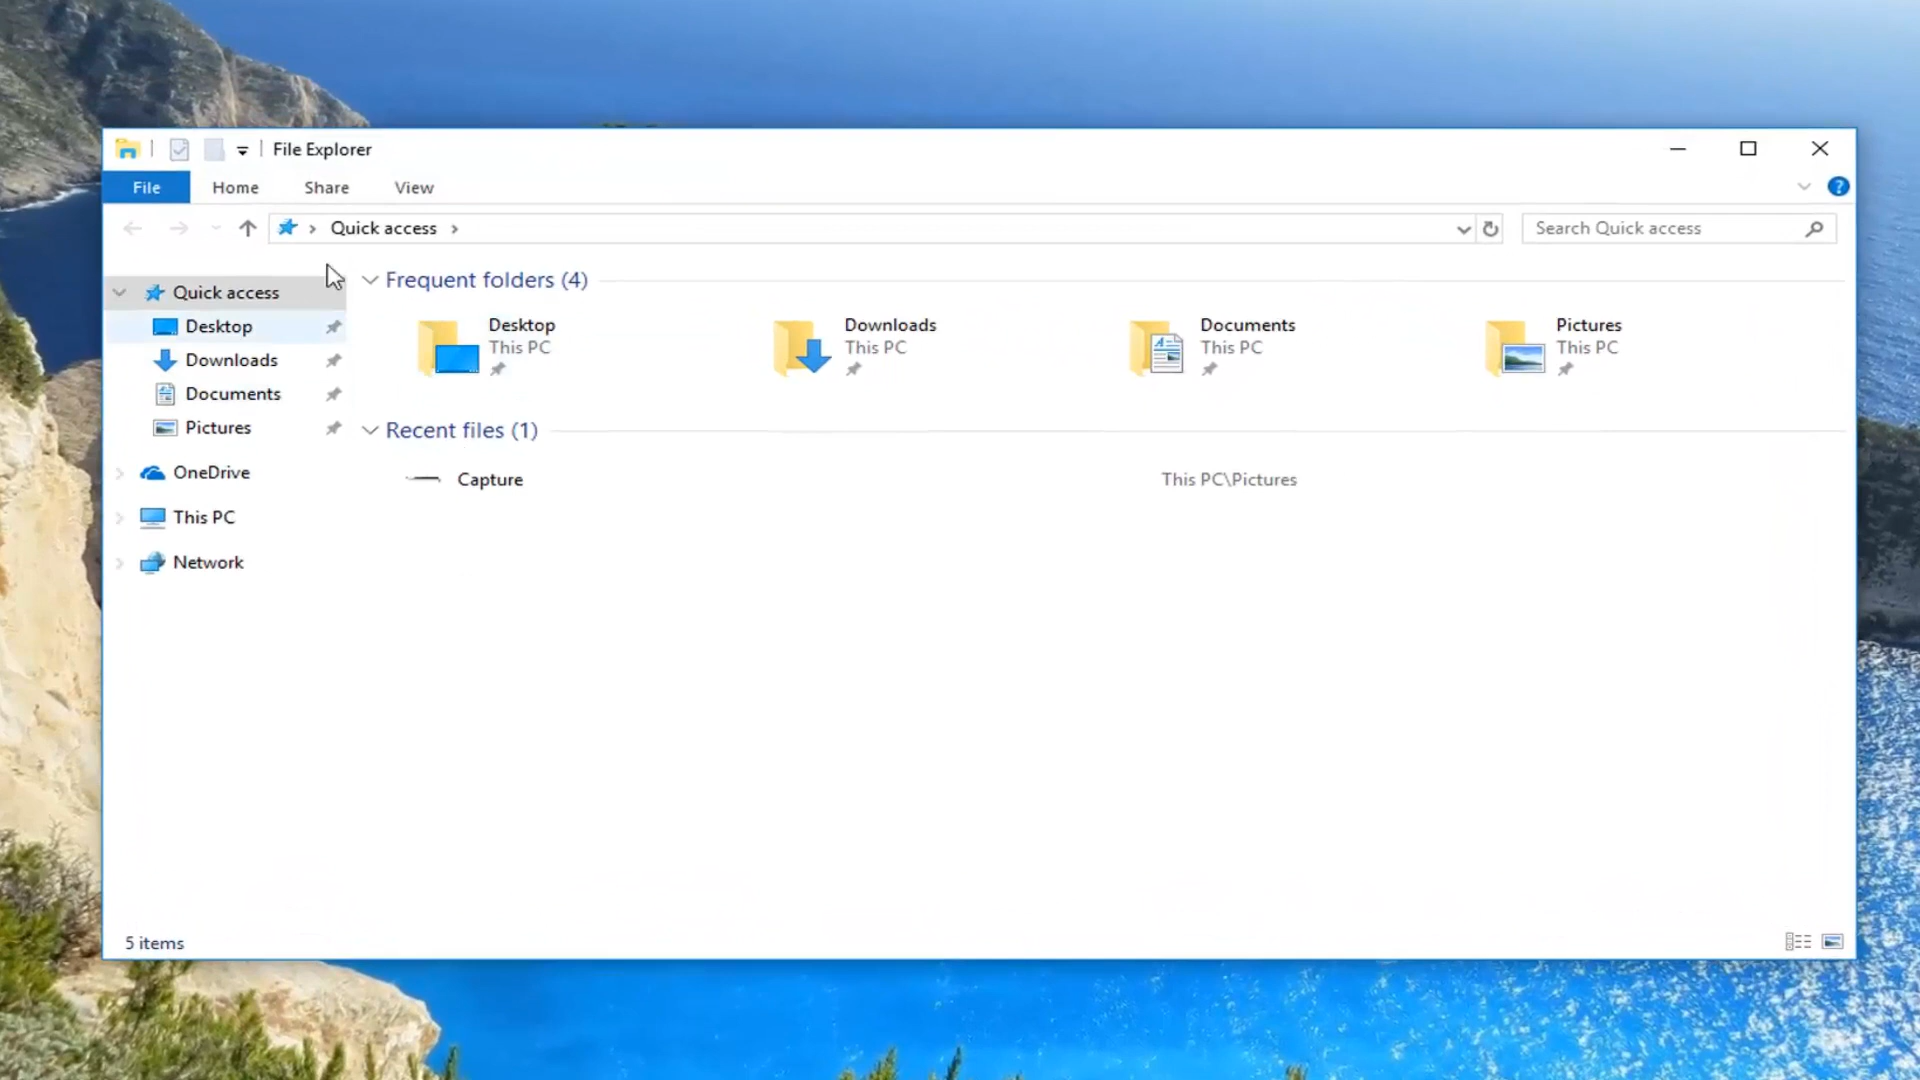 File Explorer
File Home Share View
Quick access
Search Quick access
Quick access
Desktop
Downloads
Documents
Pictures
OneDrive
This PC
Network
Frequent folders (4)
Desktop
This PC
Downloads
This PC
Documents
This PC
Pictures
This PC
Recent files (1)
Capture This PC\Pictures
5 items